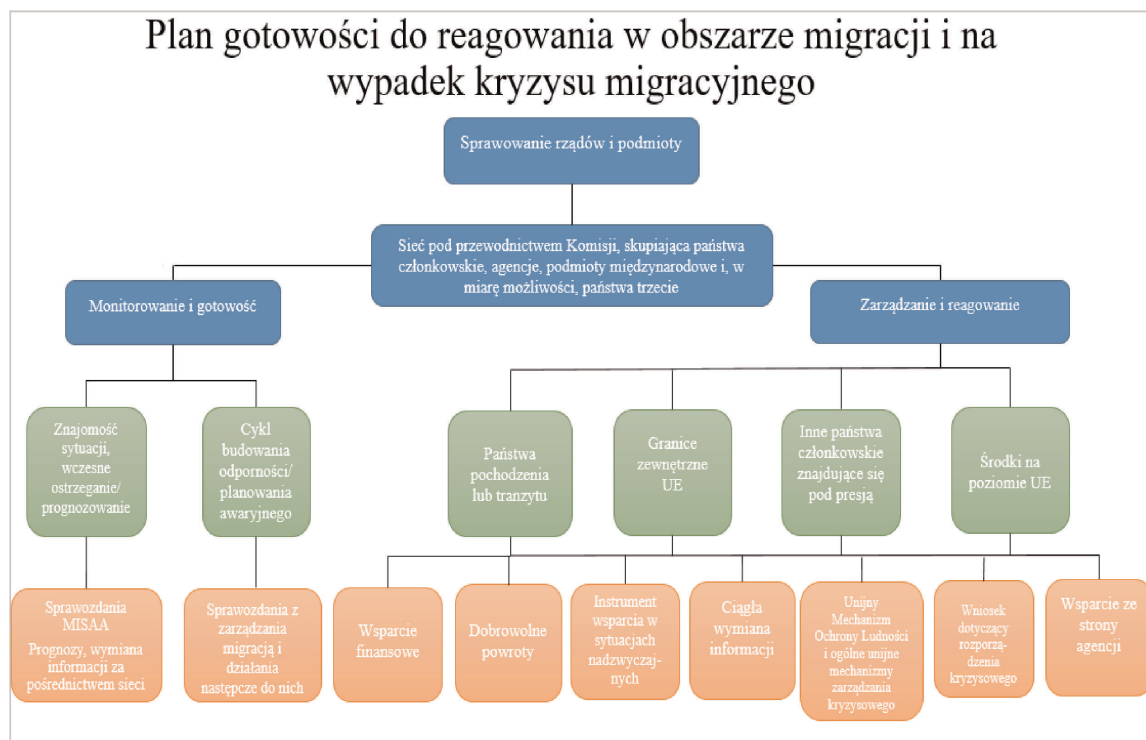 Plan gotowości do reagowania w obszarze migracji i na
wypadek kryzysu migracyjnego
Sprawowanie rządów i podmioty
Sieć pod przewodnictwem Komisji, skupiająca państwa
członkowskie, agencje, podmioty międzynarodowe i, w
miarę możliwości, państwa trzecie
Monitorowanie i gotowość
Zarządzanie i reagowanie
Znajomość
sytuacji,
wczesne
ostrzeganie/
prognozowanie
Cykl
budowania
odporności/
planowania
awaryjnego
Państwa
pochodzenia
lub tranzytu
Granice
zewnętrzne
UE
Inne państwa
członkowskie
znajdujące się
pod presją
Środki na
poziomie UE
Sprawozdania
MISAA
Prognozy, wymiana
informacji za
pośrednictwem sieci
Sprawozdania z
zarządzania
migracją i
działania
następcze do nich
Wsparcie
finansowe
Dobrowolne
powroty
Instrument
wsparcia w
sytuacjach
nadzwyczaj-
nych
Ciągła
wymiana
informacji
Unijny
Mechanizm
Ochrony Ludności
i ogólne unijne
mechanizmy
zarządzania
kryzysowego
Wniosek
dotyczący
rozporzą-
dzenia
kryzysowego
Wsparcie ze
strony
agencji